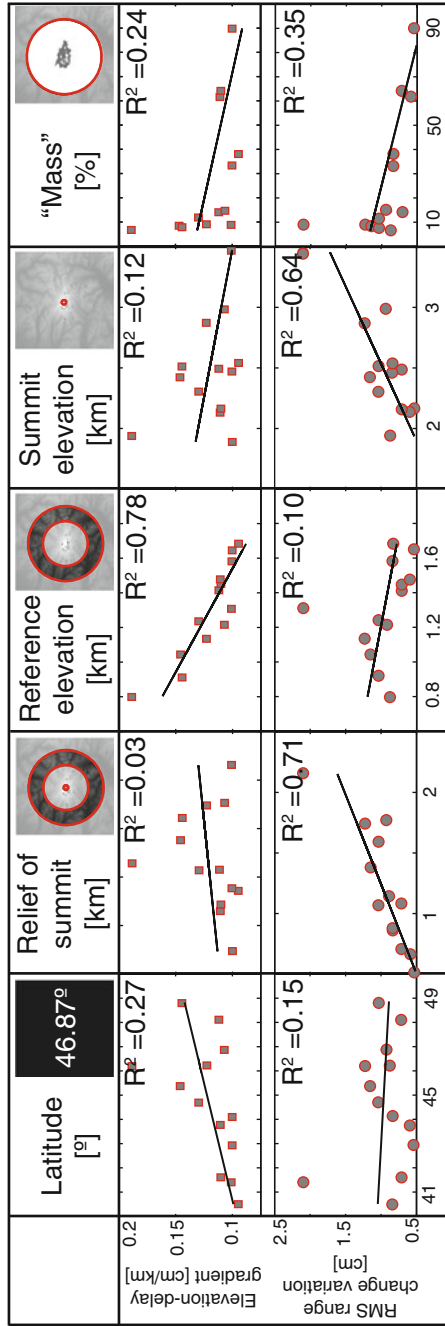 Latitude
[º]
46.87º
Relief of
summit
[km]
Reference
elevation
[km]
Summit
elevation
[km]
“Mass”
[%]
Elevation-delay
gradient [cm/km]
0.2
0.15
0.1
R² =0.27
R² =0.03
R² =0.78
R² =0.12
R² =0.24
RMS range
change variation
[cm]
2.5
1.5
0.5
R² =0.15
R² =0.71
R² =0.10
R² =0.64
R² =0.35
41 45 49
1 2
0.8 1.2 1.6
2 3
10 50 90